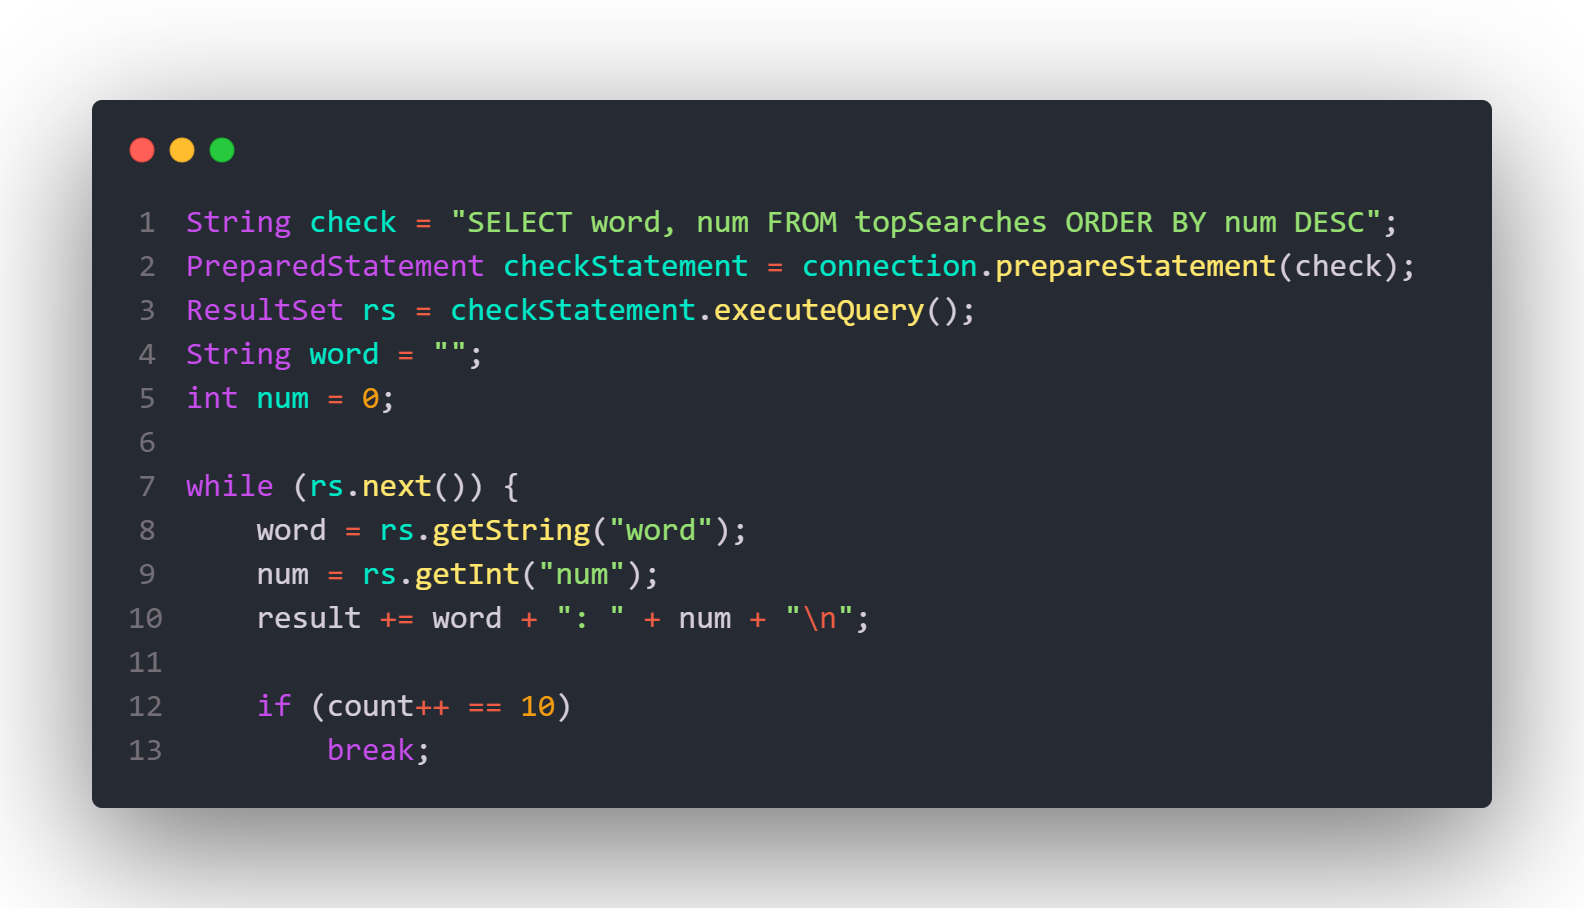 1 String check = "SELECT word, num FROM topSearches ORDER BY num DESC";
2 PreparedStatement checkStatement = connection.prepareStatement(check);
3 ResultSet rs = checkStatement.executeQuery();
4 String word = "";
5 int num = 0;
6
7 while (rs.next()) {
8     word = rs.getString("word");
9     num = rs.getInt("num");
10     result += word + ": " + num + "\n";
11
12     if (count++ == 10)
13         break;